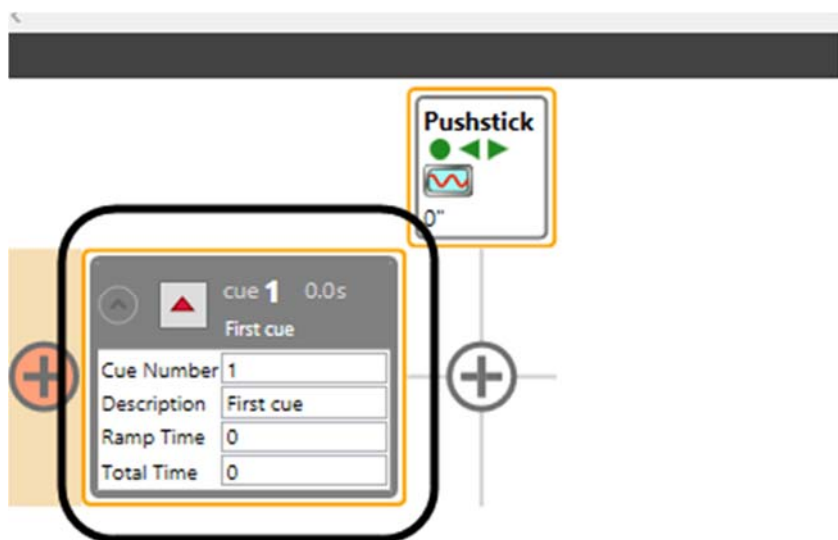 Pushstick
0"
cue 1 0.0s
First cue
Cue Number 1
Description First cue
Ramp Time 0
Total Time 0